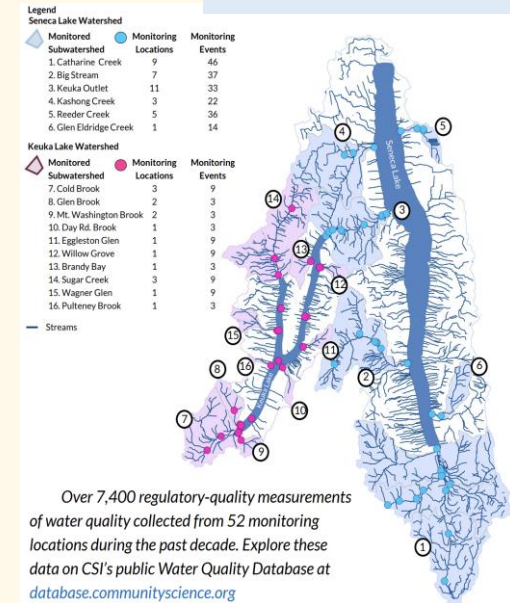 Legend
Seneca Lake Watershed
Monitored Subwatershed Monitoring Locations Monitoring Events
1. Catharine Creek 9 46
2. Big Stream 7 37
3. Keuka Outlet 11 33
4. Kashong Creek 3 22
5. Reeder Creek 5 36
6. Glen Eldridge Creek 1 14
Keuka Lake Watershed
Monitored Subwatershed Monitoring Locations Monitoring Events
7. Cold Brook 3 9
8. Glen Brook 2 3
9. Mt. Washington Brook 2 3
10. Day Rd. Brook 1 3
11. Eggleston Glen 1 9
12. Willow Grove 1 9
13. Brandy Bay 1 3
14. Sugar Creek 3 9
15. Wagner Glen 1 9
16. Pulteney Brook 1 3
Streams
4
5
Seneca Lake
14
3
13
12
15
11
8
16
6
2
7
10
9
1
Over 7,400 regulatory-quality measurements
of water quality collected from 52 monitoring
locations during the past decade. Explore these
data on CSI's public Water Quality Database at
database.communityscience.org